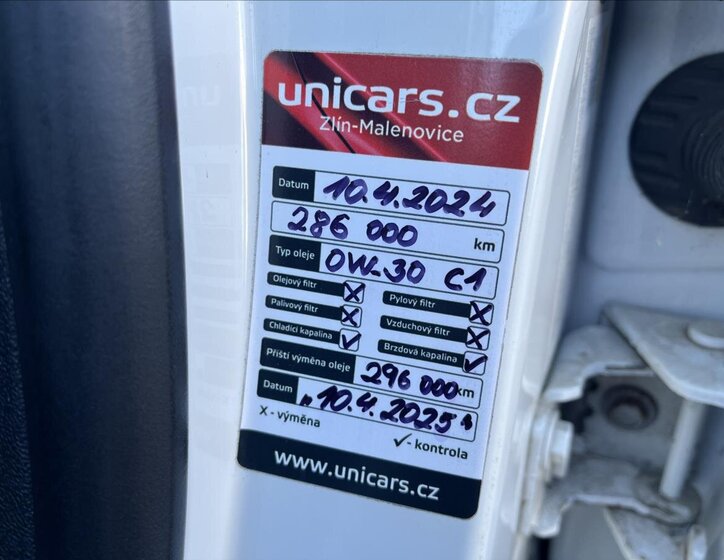 unicars.cz
Zlín-Malenovice
Datum 10.4.2024
286 000 km
Typ oleje 0W-30 C1
Olejový filtr X Pylový filtr X
Palivový filtr X Vzduchový filtr X
Chladící kapalina ✓ Brzdová kapalina ✓
Příští výměna oleje 296 000 km
Datum 10.4.2025
X - výměna ✓ - kontrola
www.unicars.cz